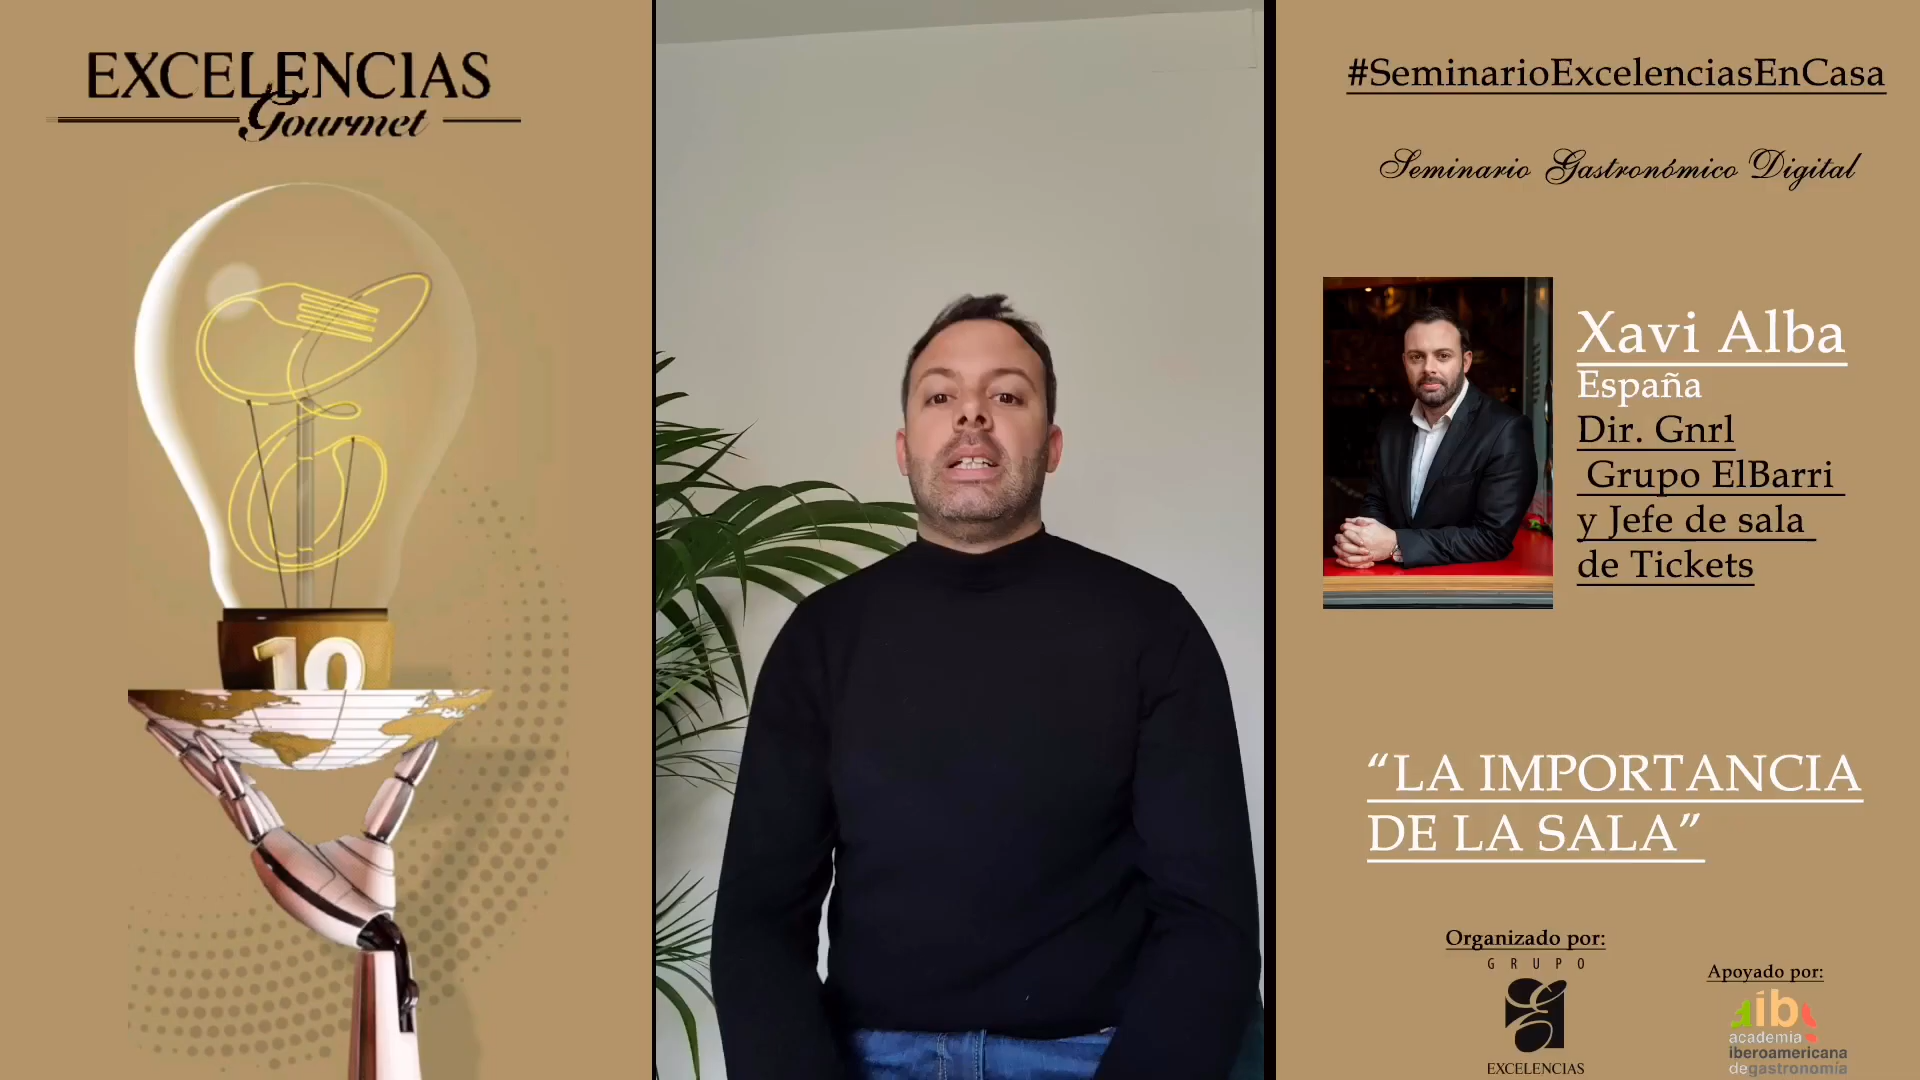 EXCELENCIAS
Gourmet
10
#SeminarioExcelenciasEnCasa
Seminario Gastronómico Digital
Xavi Alba
España
Dir. Gnrl
Grupo ElBarri
y Jefe de sala
de Tickets
“LA IMPORTANCIA
DE LA SALA”
Organizado por:
GRUPO
EXCELENCIAS
Apoyado por:
aibg
academia
iberoamericana
degastronomía